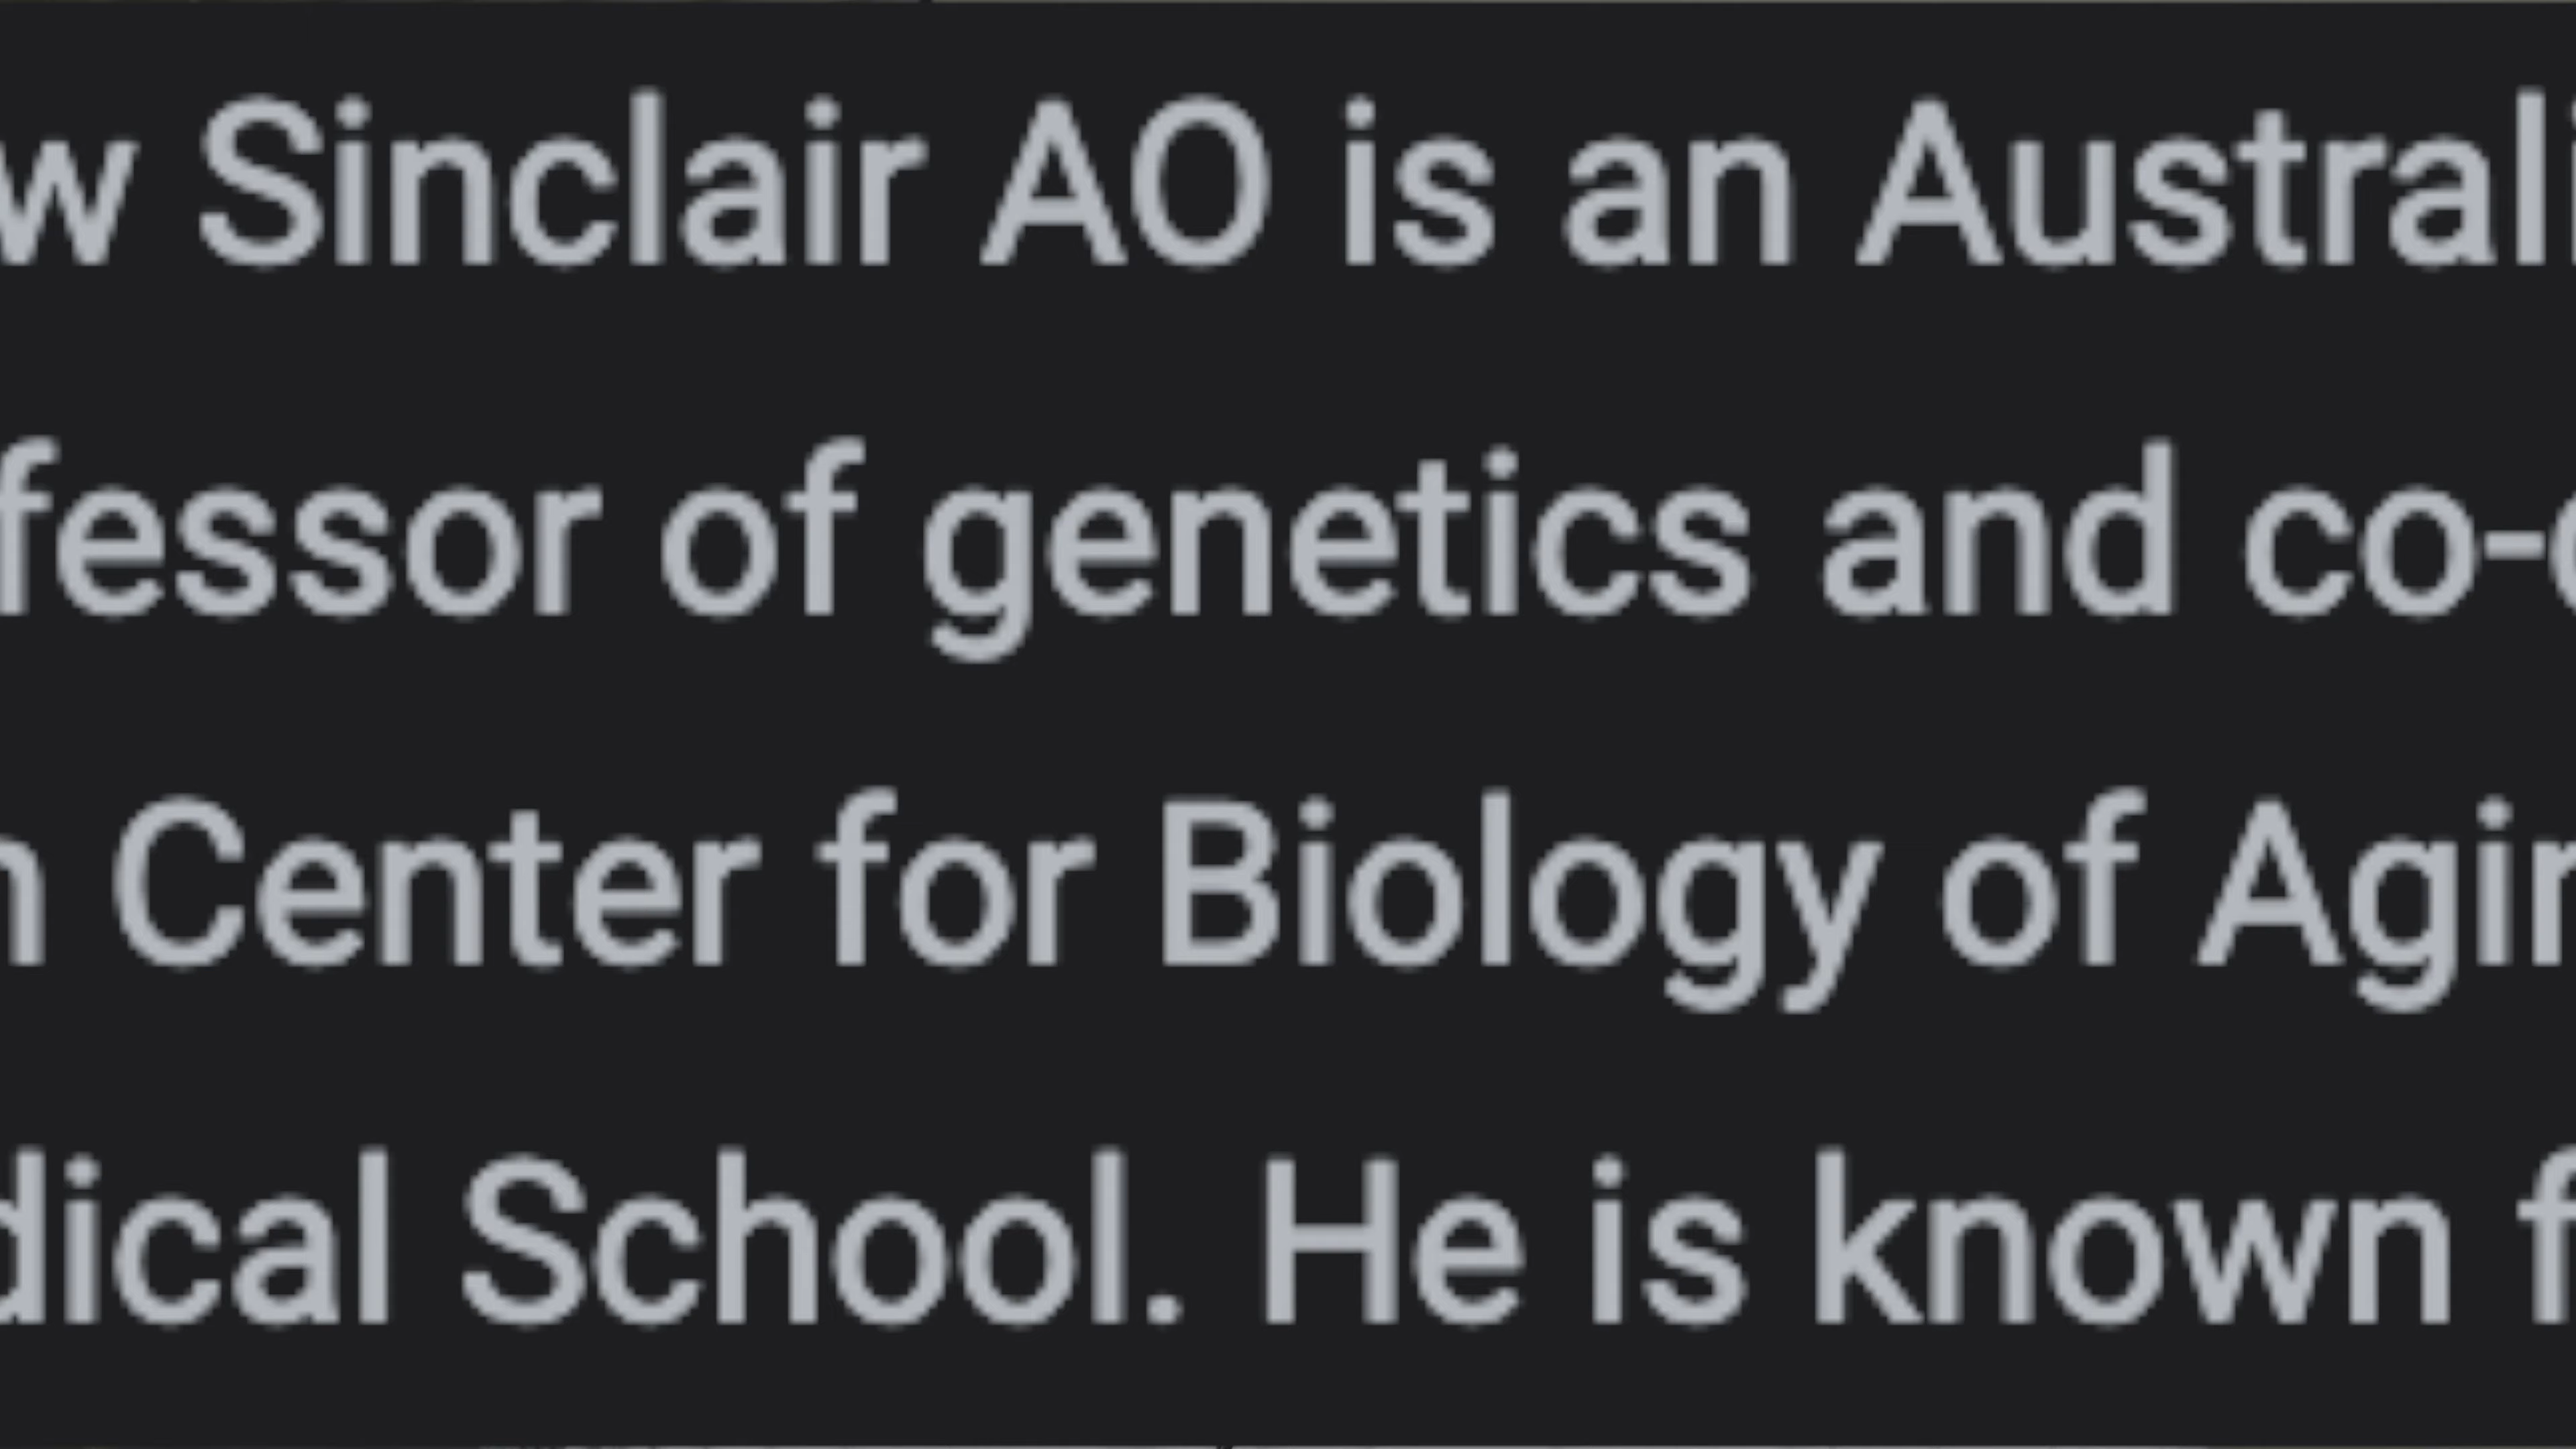 w Sinclair AO is an Australi
fessor of genetics and co-
n Center for Biology of Agin
dical School. He is known f